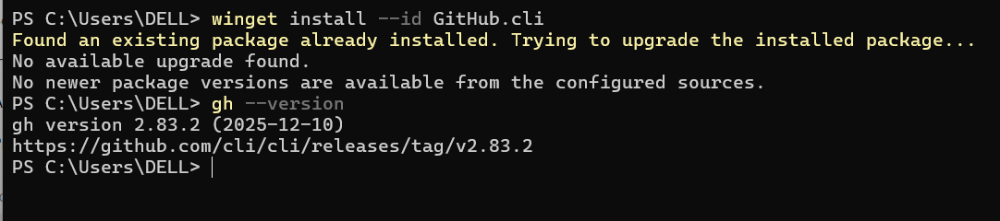 PS C:\Users\DELL> winget install --id GitHub.cli
Found an existing package already installed. Trying to upgrade the installed package...
No available upgrade found.
No newer package versions are available from the configured sources.
PS C:\Users\DELL> gh --version
gh version 2.83.2 (2025-12-10)
https://github.com/cli/cli/releases/tag/v2.83.2
PS C:\Users\DELL>